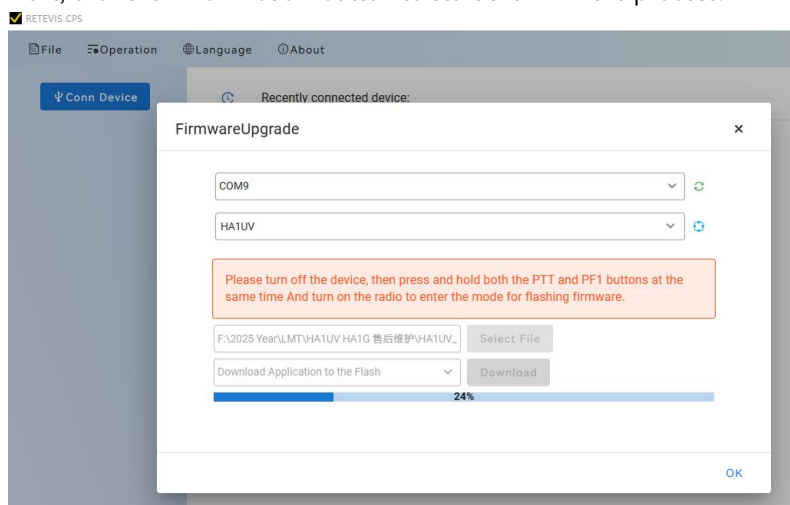 RETEVIS CPS
File Operation Language About
Conn Device
Recently connected device:
FirmwareUpgrade
COM9
HA1UV
Please turn off the device, then press and hold both the PTT and PF1 buttons at the
same time And turn on the radio to enter the mode for flashing firmware.
F:\2025 Year\LMT\HA1UV HA1G 售后维护\HA1UV_ Select File
Download Application to the Flash Download
24%
OK